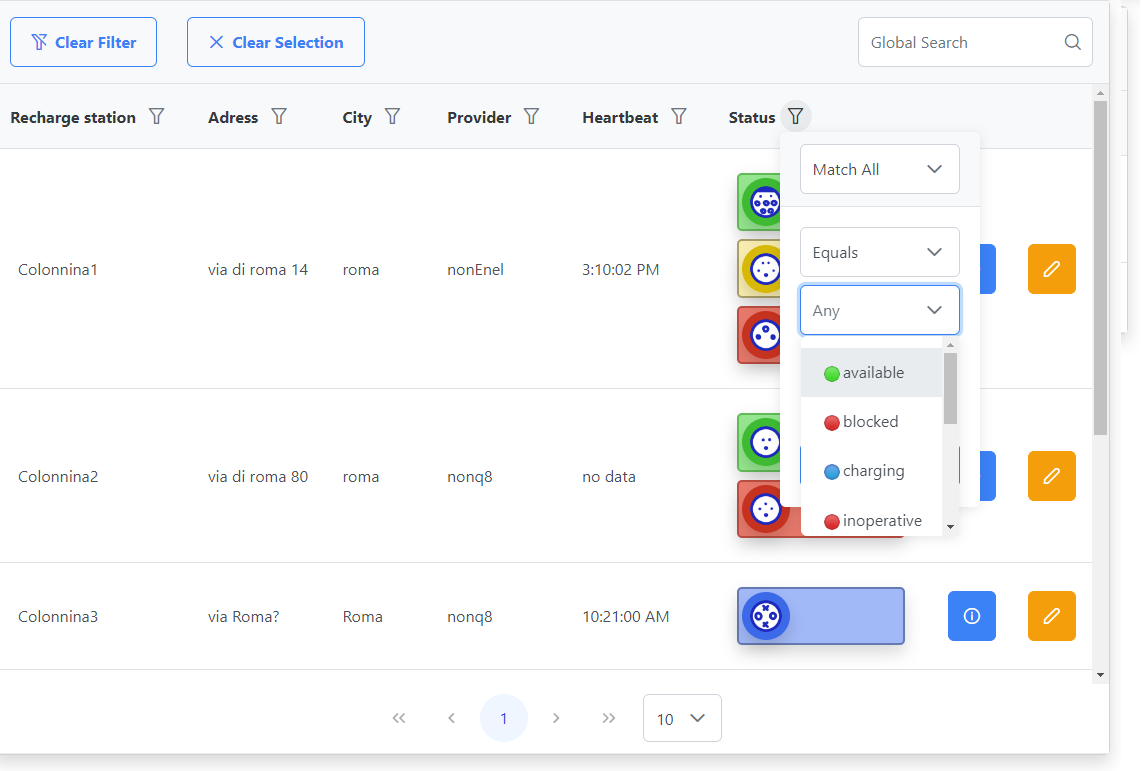 Clear Filter Clear Selection Global Search
Recharge station Adress City Provider Heartbeat Status
Match All
Equals
Colonnina1 via di roma 14 roma nonEnel 3:10:02 PM
Any
available
blocked
charging
Colonnina2 via di roma 80 roma nonq8 no data
inoperative
Colonnina3 via Roma? Roma nonq8 10:21:00 AM
1 10